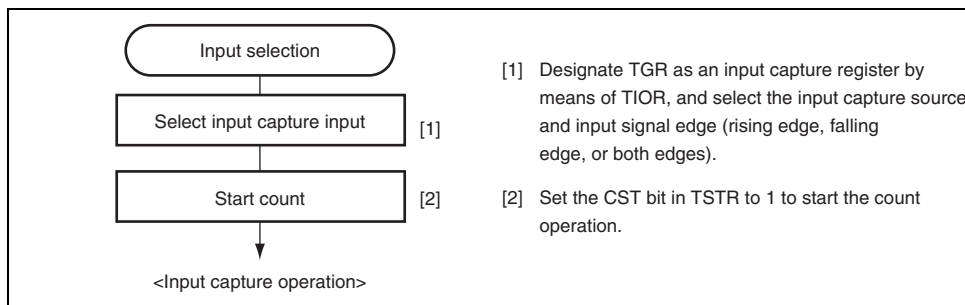 Input selection
Select input capture input
[1]
Start count
[2]
<Input capture operation>
[1] Designate TGR as an input capture register by
means of TIOR, and select the input capture source
and input signal edge (rising edge, falling
edge, or both edges).
[2] Set the CST bit in TSTR to 1 to start the count
operation.